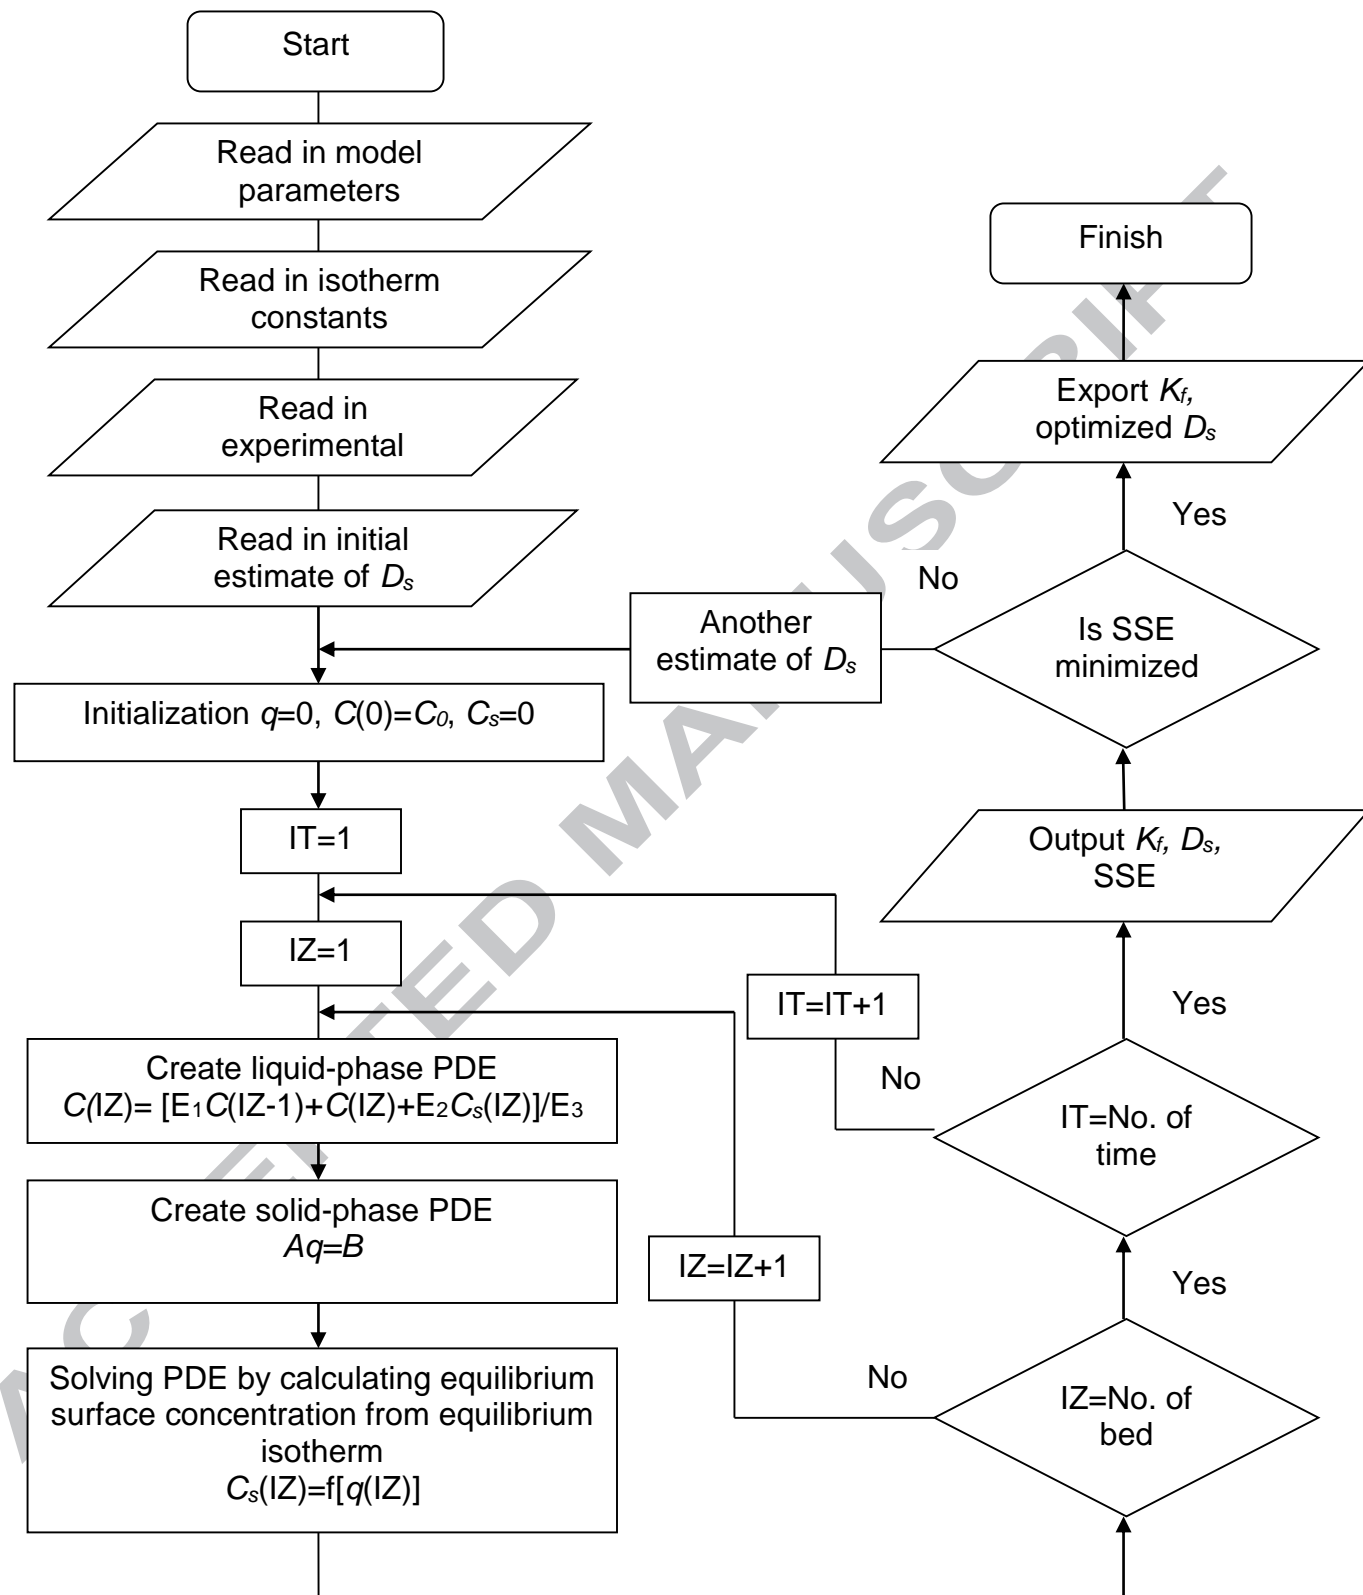 Start
Read in model
parameters
Read in isotherm
constants
Read in
experimental
Read in initial
estimate of Ds
Initialization q=0, C(0)=C0, Cs=0
IT=1
IZ=1
Create liquid-phase PDE
C(IZ)= [E1C(IZ-1)+C(IZ)+E2Cs(IZ)]/E3
Create solid-phase PDE
Aq=B
Solving PDE by calculating equilibrium
surface concentration from equilibrium
isotherm
Cs(IZ)=f[q(IZ)]
IZ=No. of
bed
No
IZ=IZ+1
Yes
IT=No. of
time
No
IT=IT+1
Yes
Output Kf, Ds,
SSE
Is SSE
minimized
No
Another
estimate of Ds
Yes
Export Kf,
optimized Ds
Finish